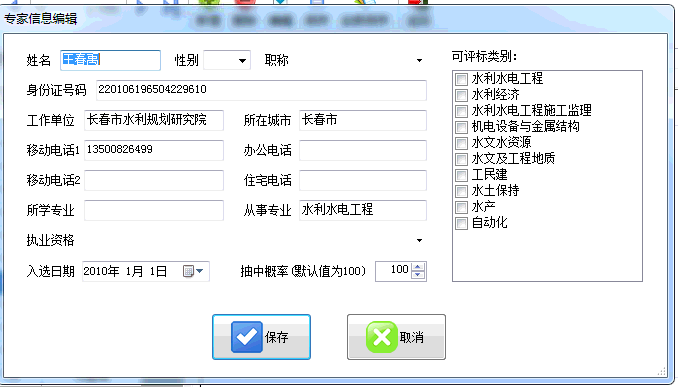 专家信息编辑
姓名 王春禹 性别 职称
身份证号码 220106196504229610
工作单位 长春市水利规划研究院 所在城市 长春市
移动电话1 13500826499 办公电话
移动电话2 住宅电话
所学专业 从事专业 水利水电工程
执业资格
入选日期 2010年 1月 1日 抽中概率(默认值为100) 100
可评标类别:
水利水电工程
水利经济
水利水电工程施工监理
机电设备与金属结构
水文水资源
水文及工程地质
工民建
水土保持
水产
自动化
保存 取消